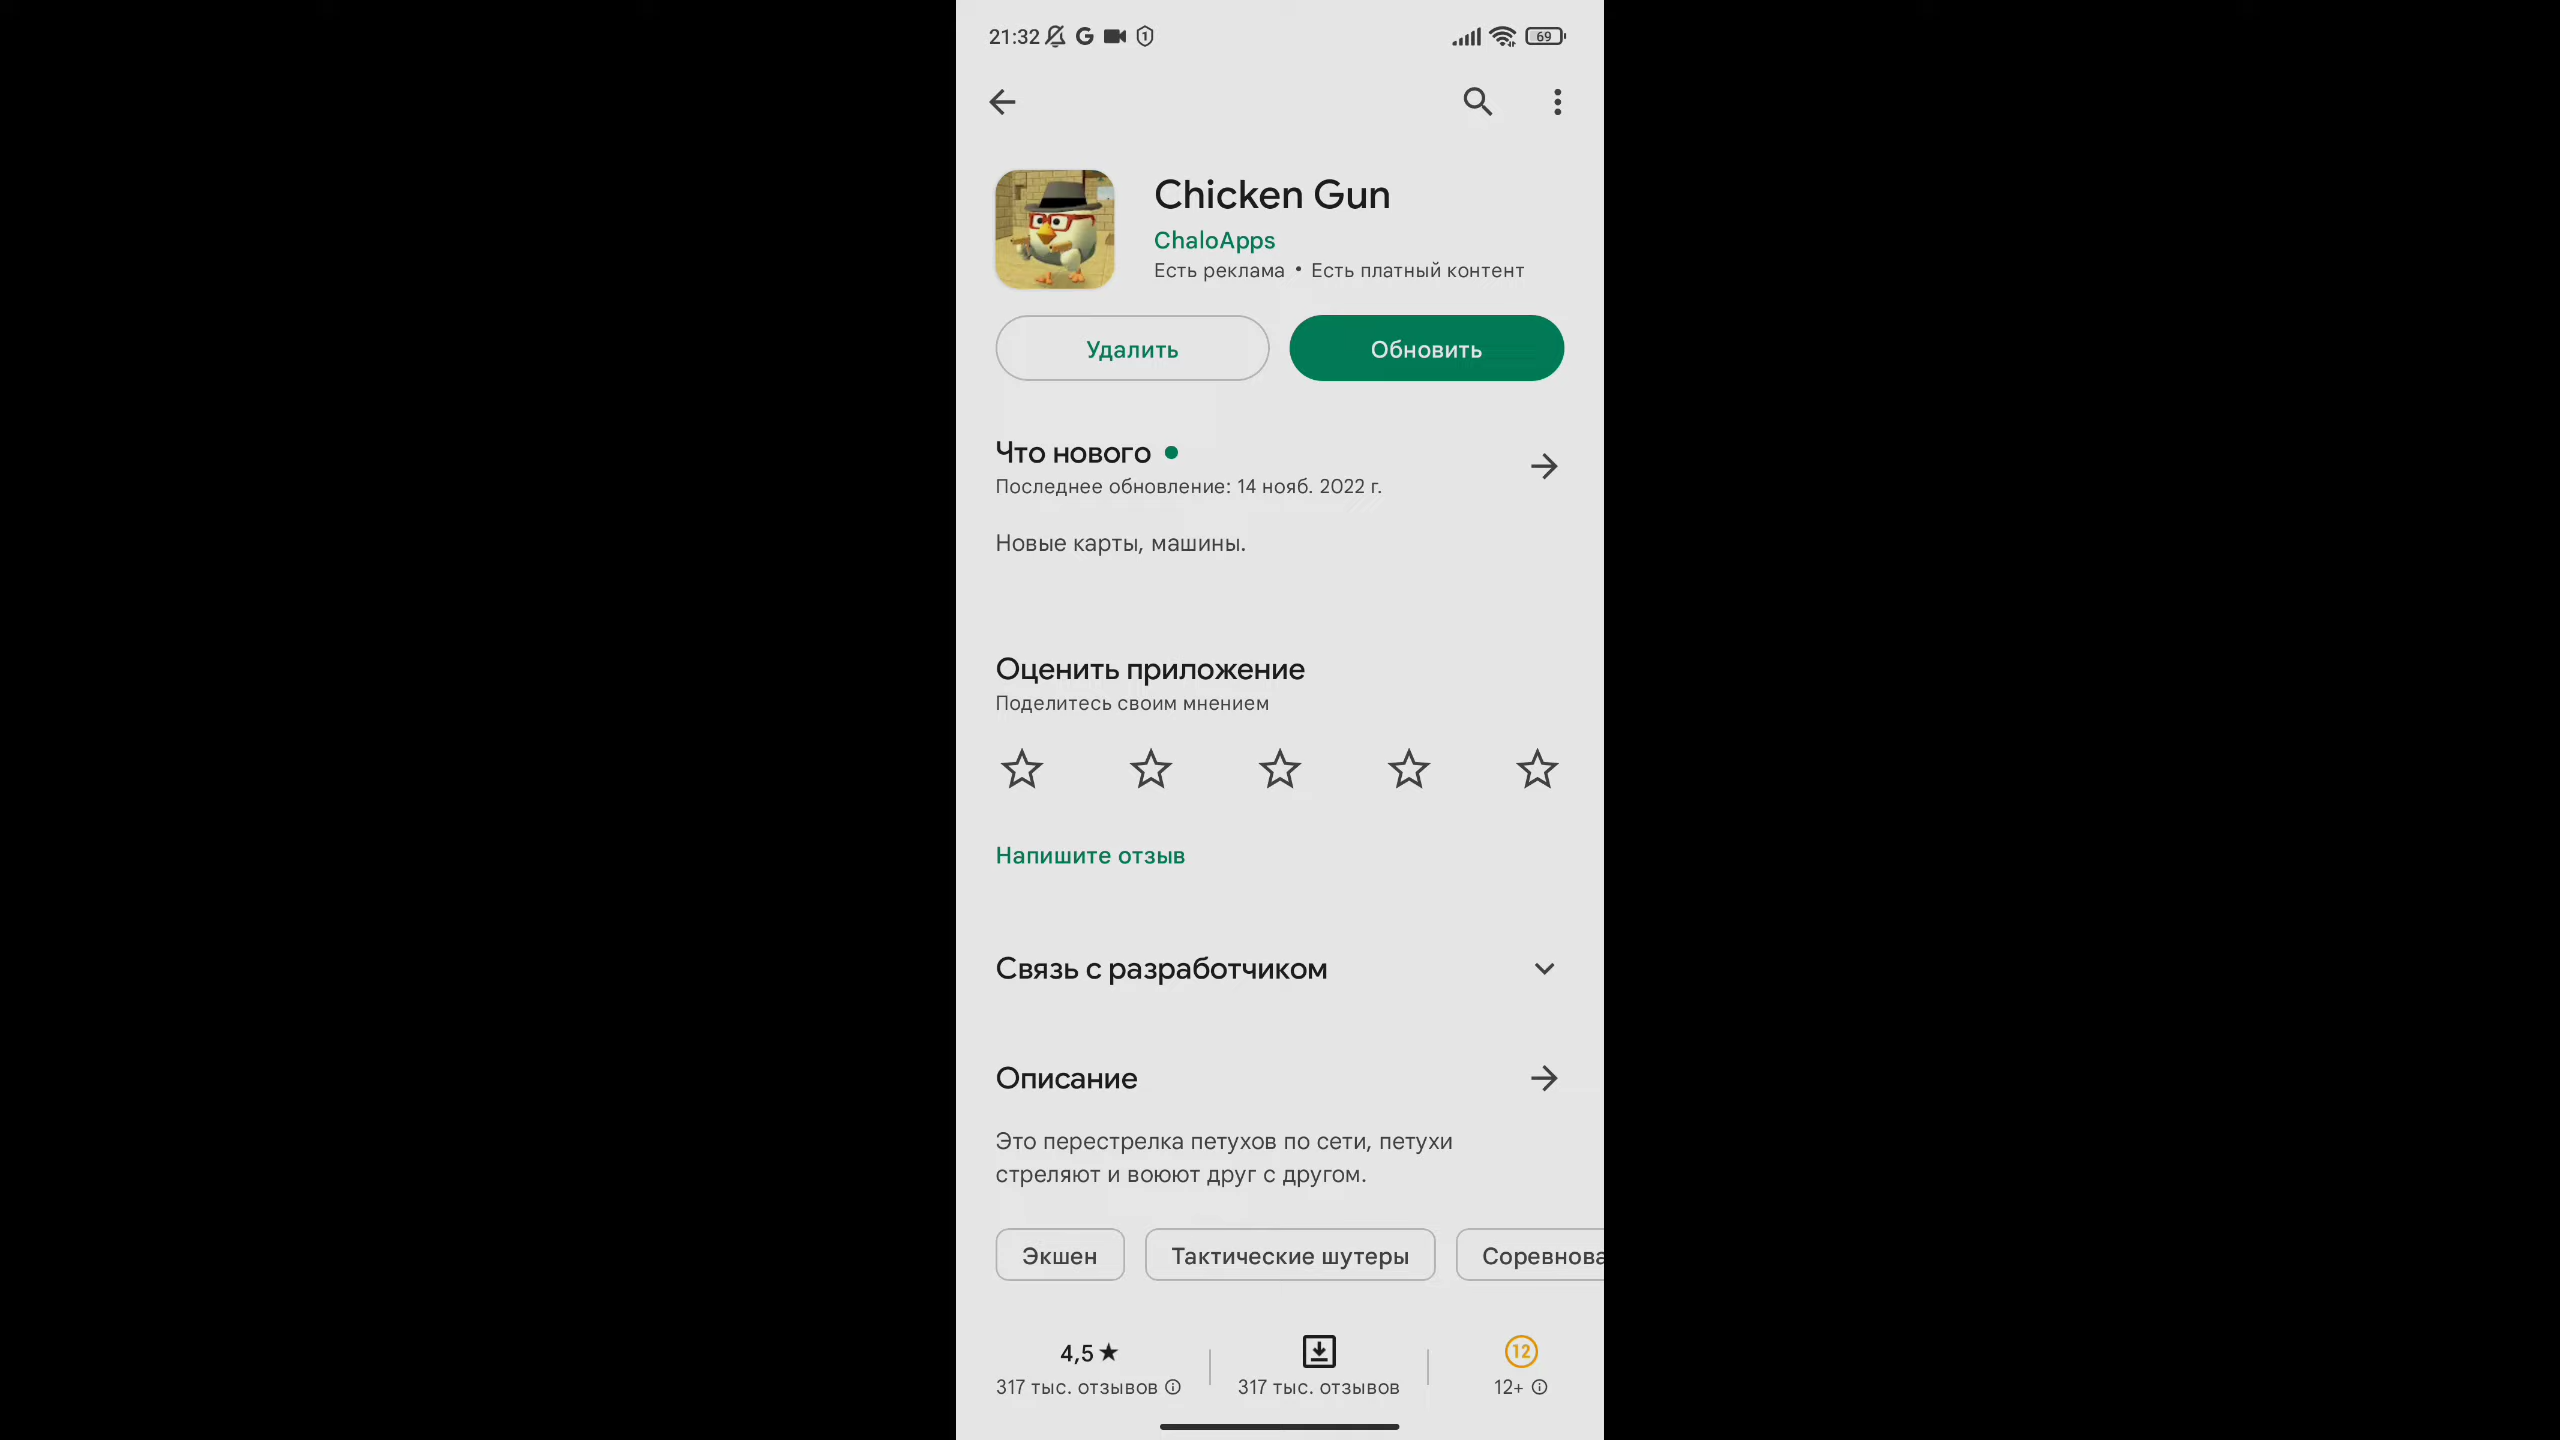 21:32
69
Chicken Gun
ChaloApps
Есть реклама • Есть платный контент
Удалить
Обновить
Что нового
Последнее обновление: 14 нояб. 2022 г.
Новые карты, машины.
Оценить приложение
Поделитесь своим мнением
Напишите отзыв
Связь с разработчиком
Описание
Это перестрелка петухов по сети, петухи
стреляют и воюют друг с другом.
Экшен
Тактические шутеры
Соревнова
4,5★
317 тыс. отзывов
317 тыс. отзывов
12
12+